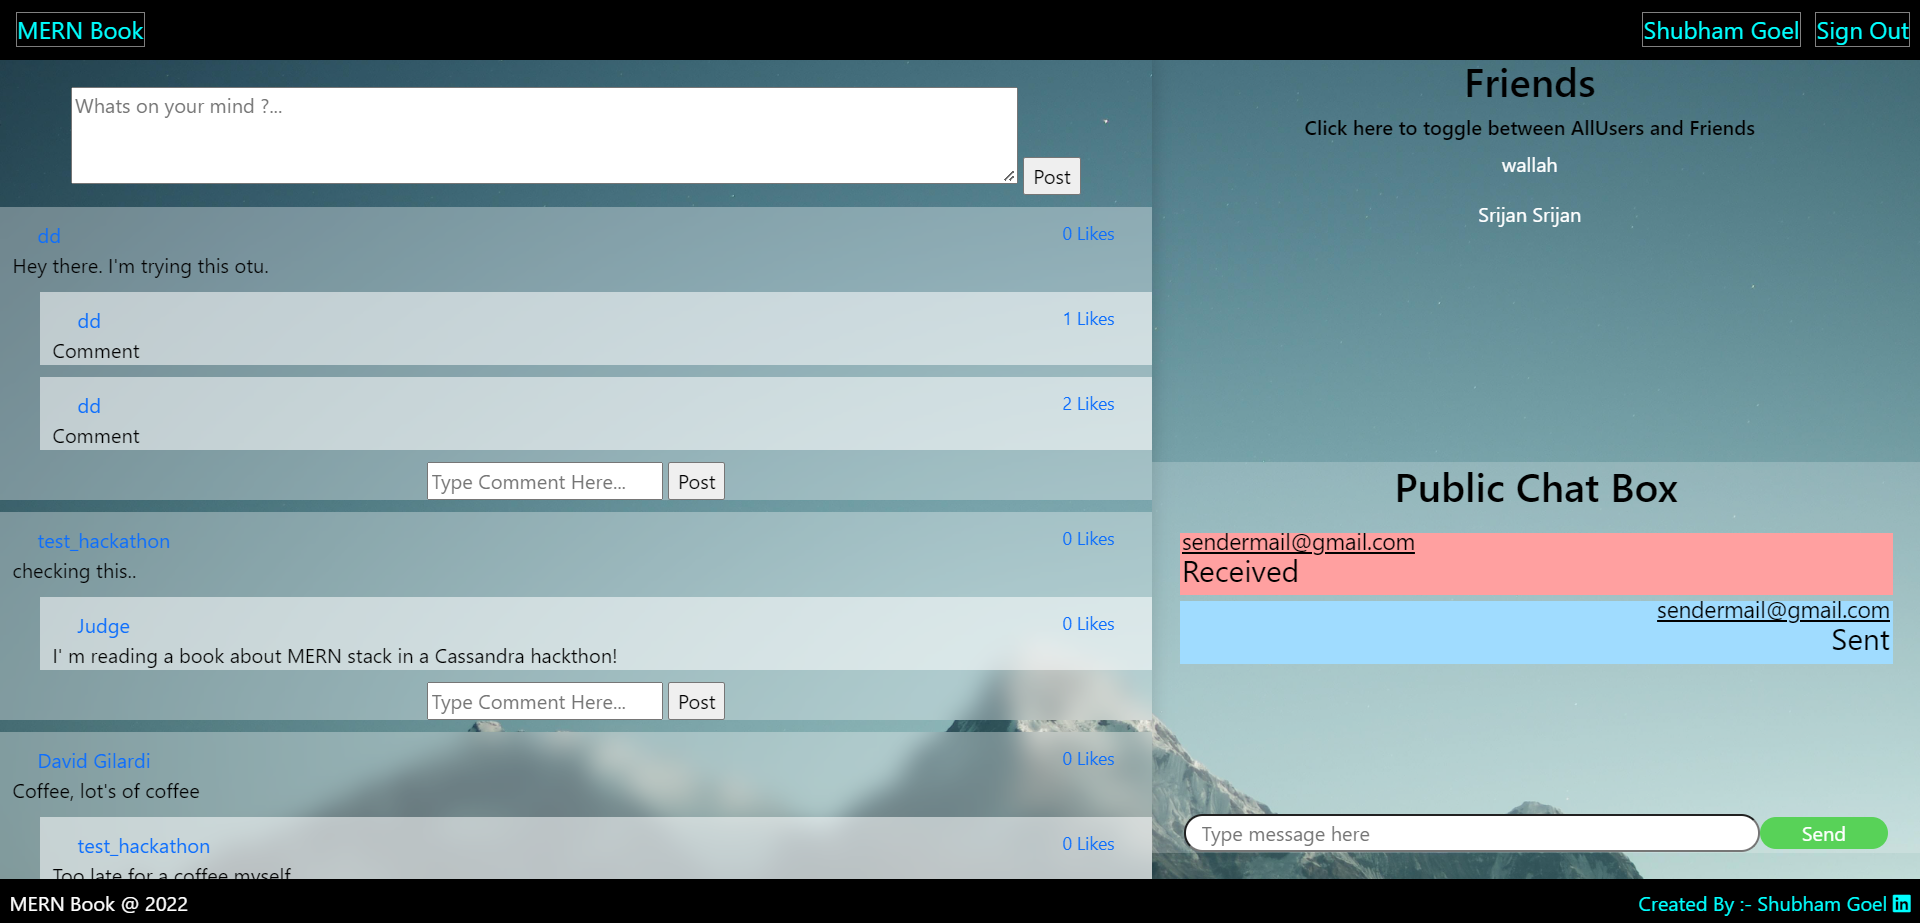 MERN Book
Shubham Goel
Sign Out
Whats on your mind ?...
Post
dd
0 Likes
Hey there. I'm trying this otu.
dd
1 Likes
Comment
dd
2 Likes
Comment
Type Comment Here...
Post
test_hackathon
0 Likes
checking this..
Judge
0 Likes
I' m reading a book about MERN stack in a Cassandra hackthon!
Type Comment Here...
Post
David Gilardi
0 Likes
Coffee, lot's of coffee
test_hackathon
0 Likes
Too late for a coffee myself
Friends
Click here to toggle between AllUsers and Friends
wallah
Srijan Srijan
Public Chat Box
sendermail@gmail.com
Received
sendermail@gmail.com
Sent
Type message here
Send
MERN Book @ 2022
Created By :- Shubham Goel